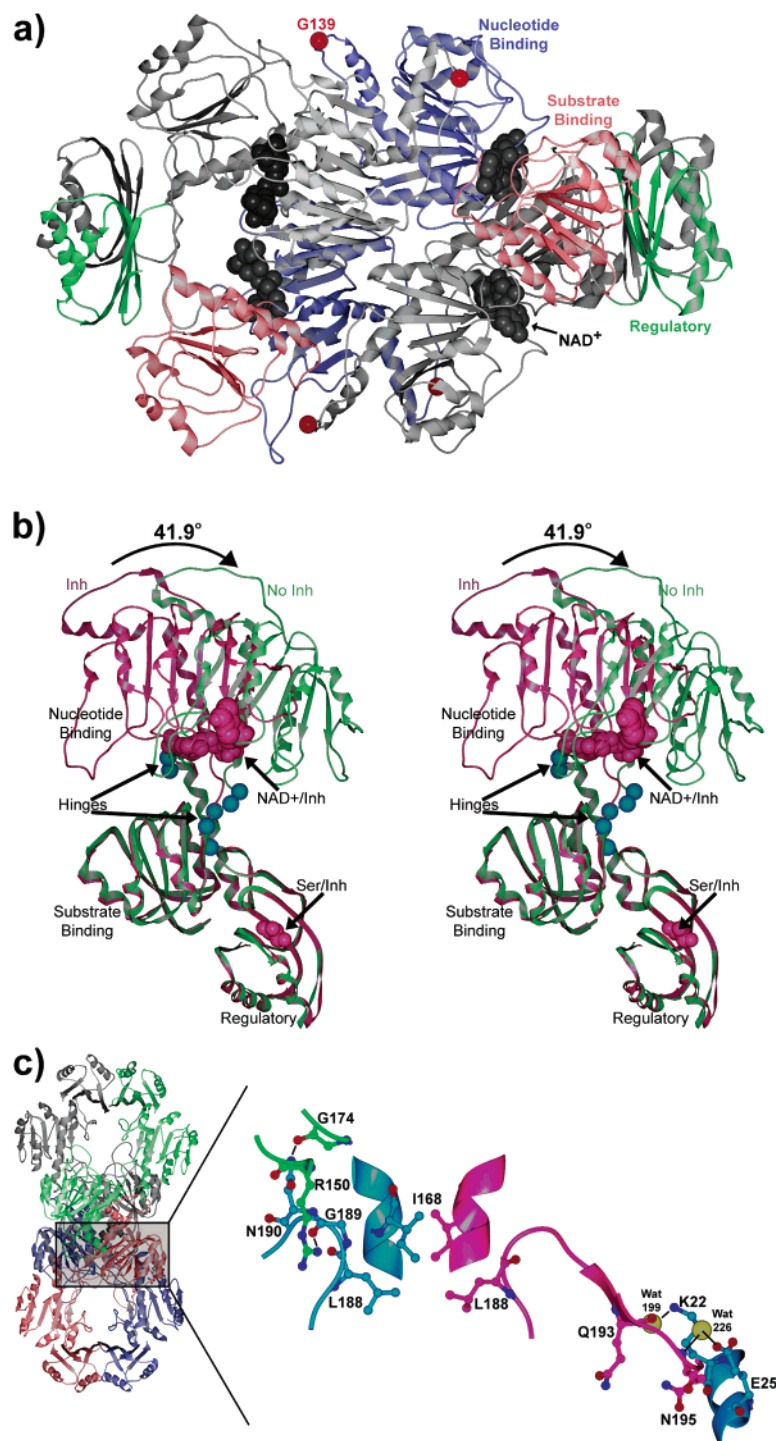 a)
G139
Nucleotide
Binding
Substrate
Binding
Regulatory
NAD+
b)
41.9°
Inh
No Inh
Nucleotide
Binding
Hinges
NAD+/Inh
Ser/Inh
Substrate
Binding
Regulatory
41.9°
Inh
No Inh
Nucleotide
Binding
Hinges
NAD+/Inh
Ser/Inh
Substrate
Binding
Regulatory
c)
G174
R150
I168
N190
G189
L188
L188
Wat
199
K22
Wat
226
Q193
E25
N195